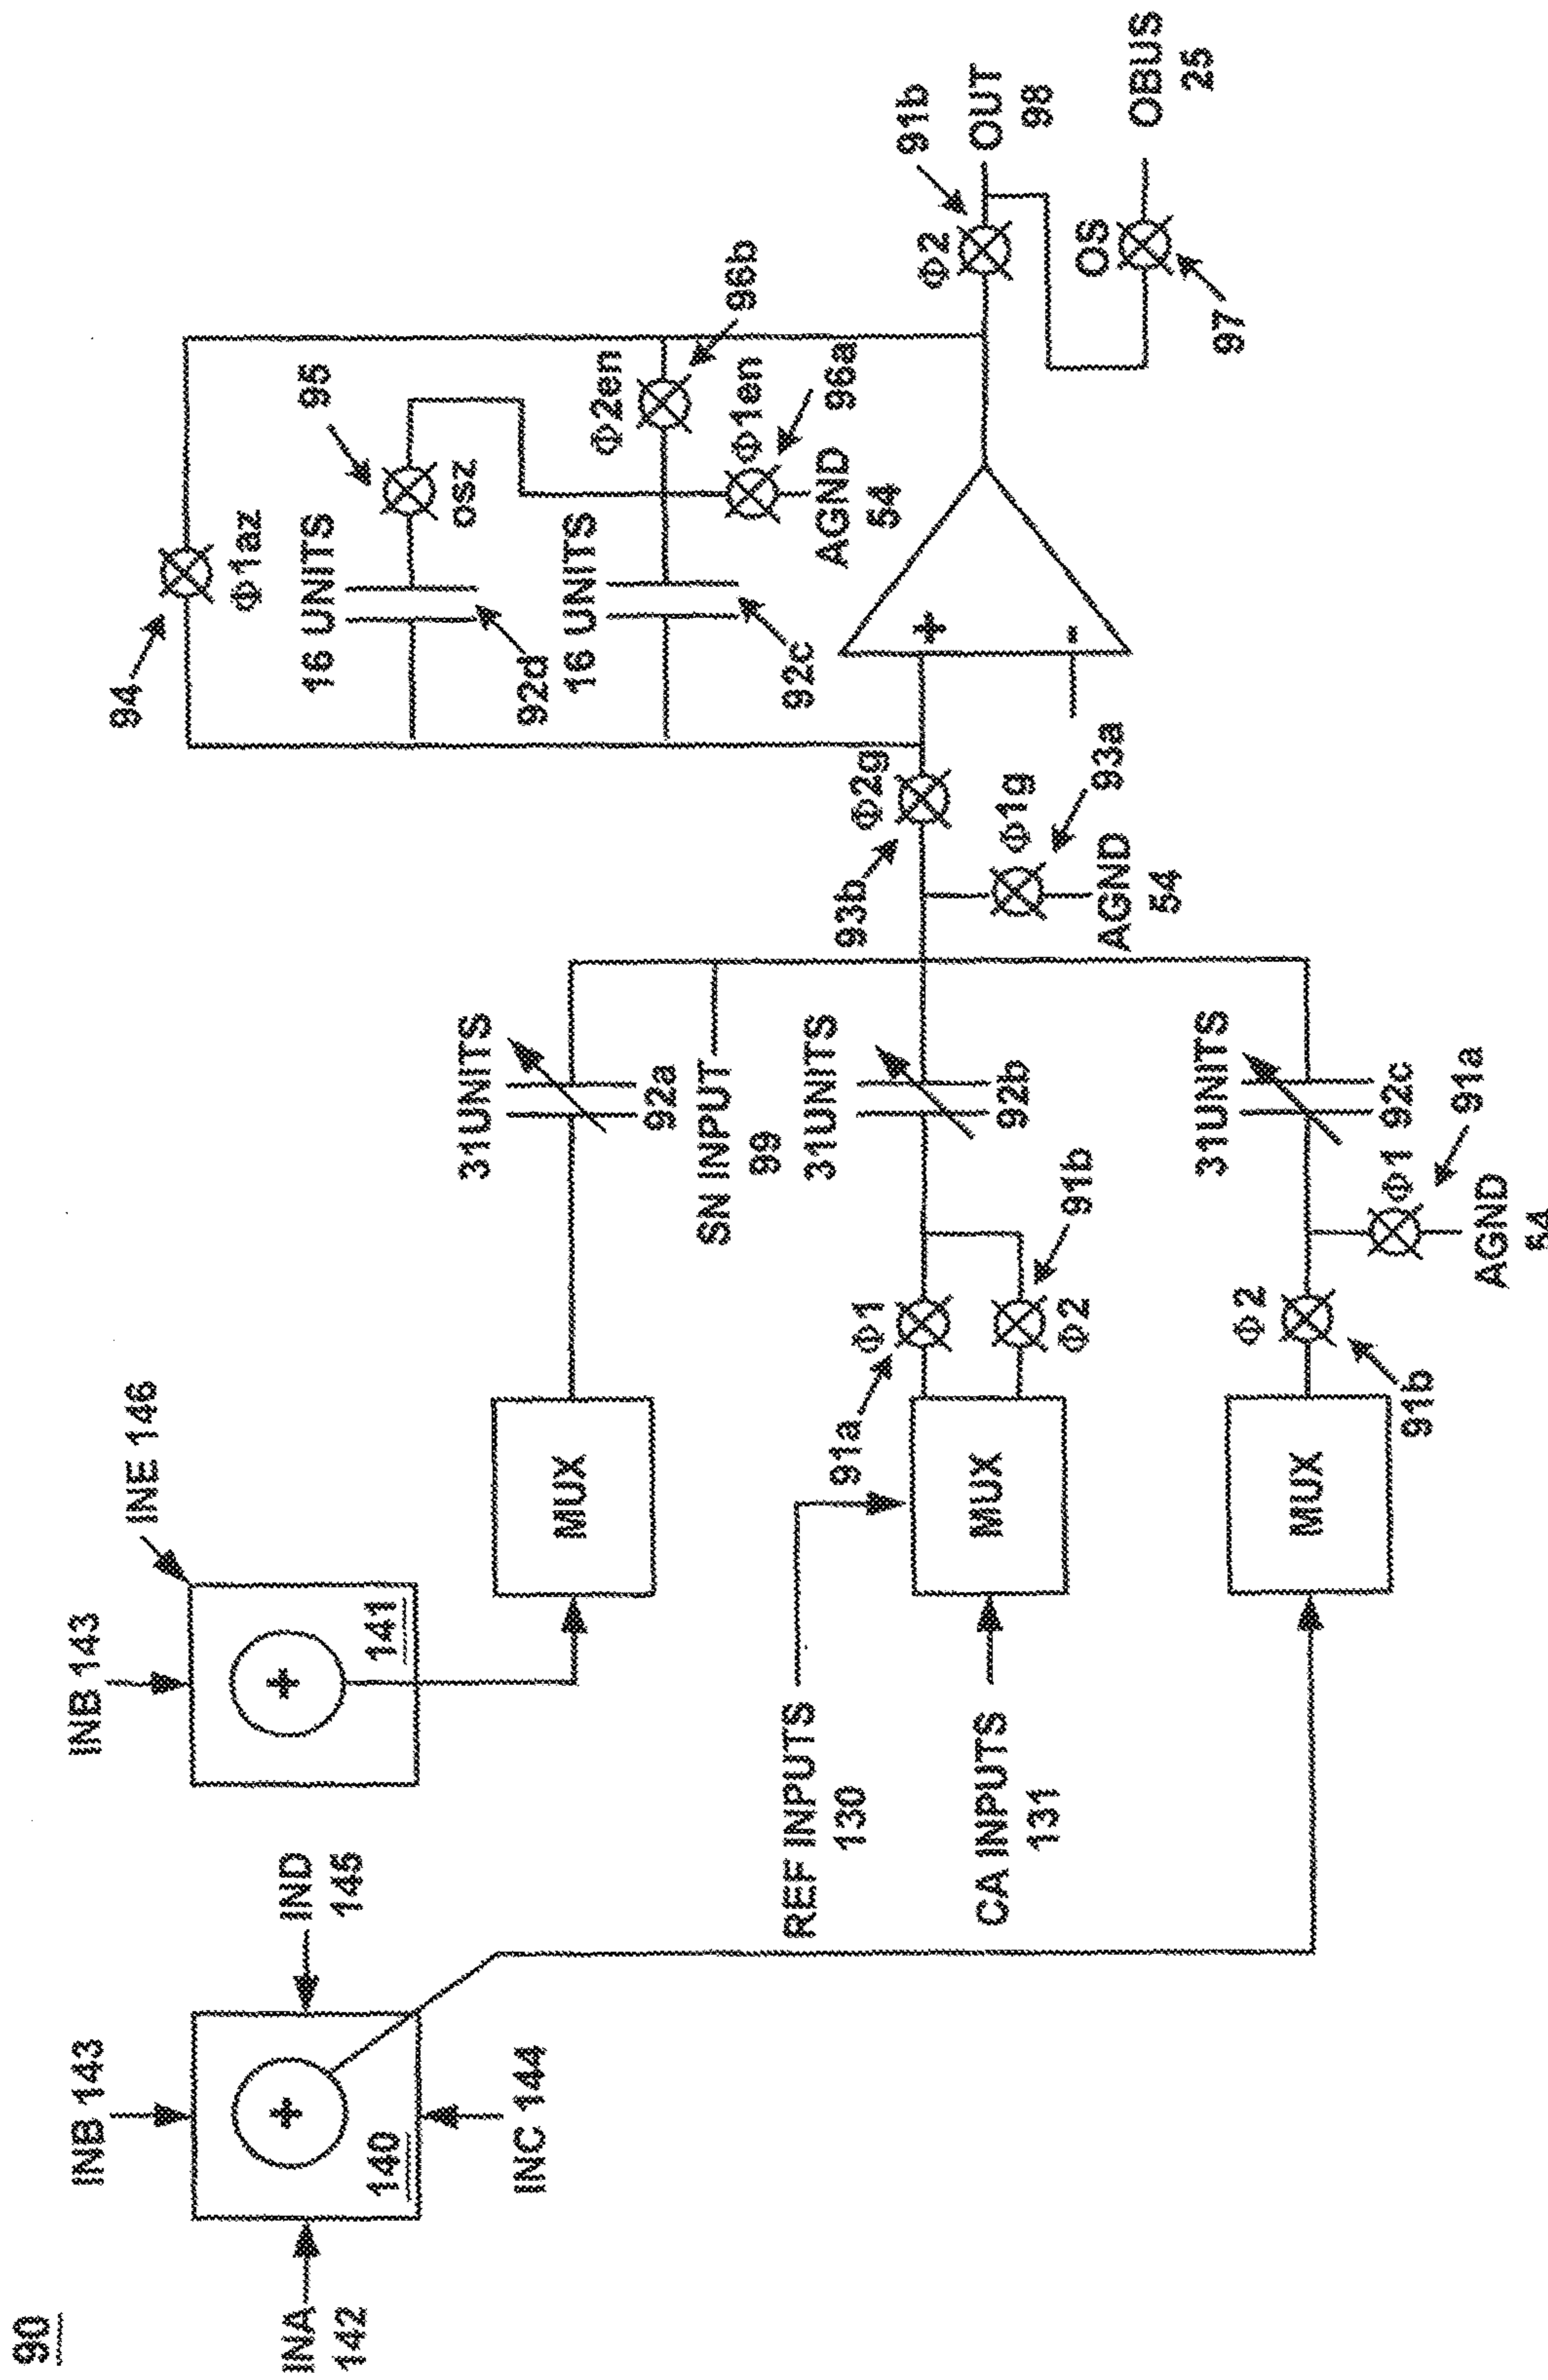 90
INA
142
INB 143
IND
145
INC 144
140
INB 143
INE 146
141
REF INPUTS
130
CA INPUTS
131
MUX
MUX
MUX
91a
Φ1
Φ2
91b
Φ2
91b
Φ1
91a
AGND
54
31UNITS
92a
SN INPUT
99
31UNITS
92b
31UNITS
92c
93b
Φ2g
Φ1g
93a
AGND
54
94
Φ1az
16 UNITS
92d
95
osz
16 UNITS
92c
Φ2en
96b
Φ1en
96a
AGND
54
+
-
+
+
Φ2
91b
OUT
98
OS
97
OBUS
25